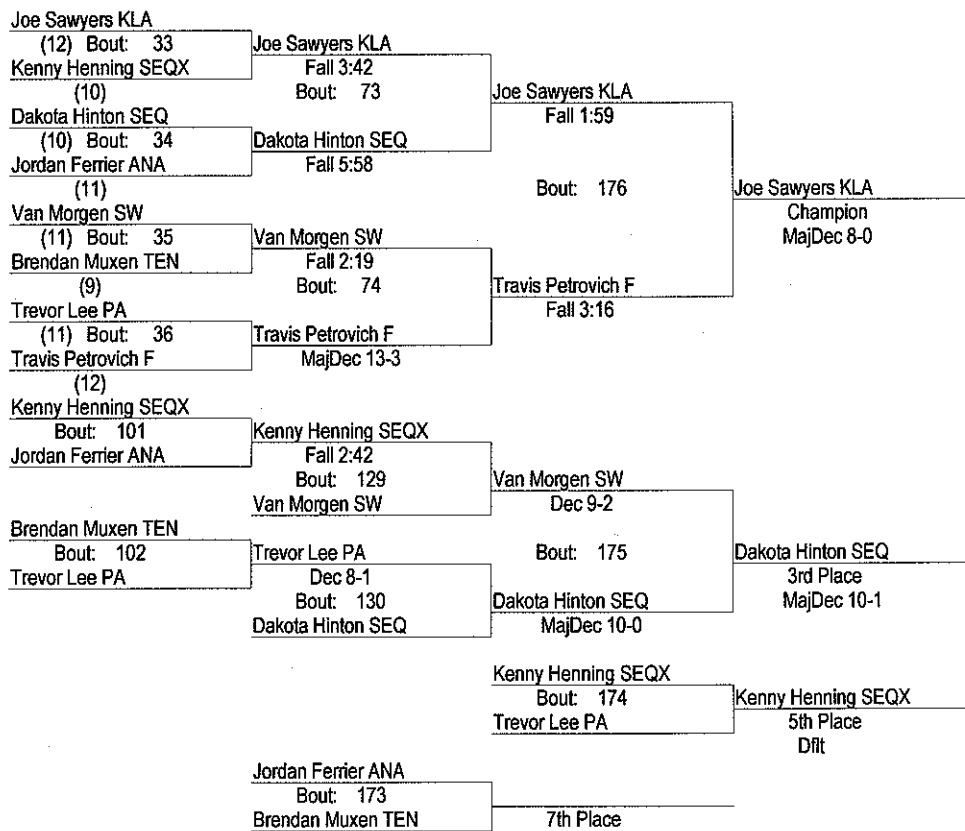 Joe Sawyers KLA
(12) Bout: 33
Kenny Henning SEQX
(10)
Dakota Hinton SEQ
(10) Bout: 34
Jordan Ferrier ANA
(11)
Van Morgen SW
(11) Bout: 35
Brendan Muxen TEN
(9)
Trevor Lee PA
(11) Bout: 36
Travis Petrovich F
(12)
Joe Sawyers KLA
Fall 3:42
Bout: 73
Dakota Hinton SEQ
Fall 5:58
Van Morgen SW
Fall 2:19
Bout: 74
Travis Petrovich F
MajDec 13-3
Joe Sawyers KLA
Fall 1:59
Bout: 176
Travis Petrovich F
Fall 3:16
Joe Sawyers KLA
Champion
MajDec 8-0
Kenny Henning SEQX
Bout: 101
Jordan Ferrier ANA
Brendan Muxen TEN
Bout: 102
Trevor Lee PA
Kenny Henning SEQX
Fall 2:42
Bout: 129
Van Morgen SW
Trevor Lee PA
Dec 8-1
Bout: 130
Dakota Hinton SEQ
Van Morgen SW
Dec 9-2
Bout: 175
Dakota Hinton SEQ
MajDec 10-0
Dakota Hinton SEQ
3rd Place
MajDec 10-1
Kenny Henning SEQX
Bout: 174
Trevor Lee PA
Kenny Henning SEQX
5th Place
Dflt
Jordan Ferrier ANA
Bout: 173
Brendan Muxen TEN
7th Place